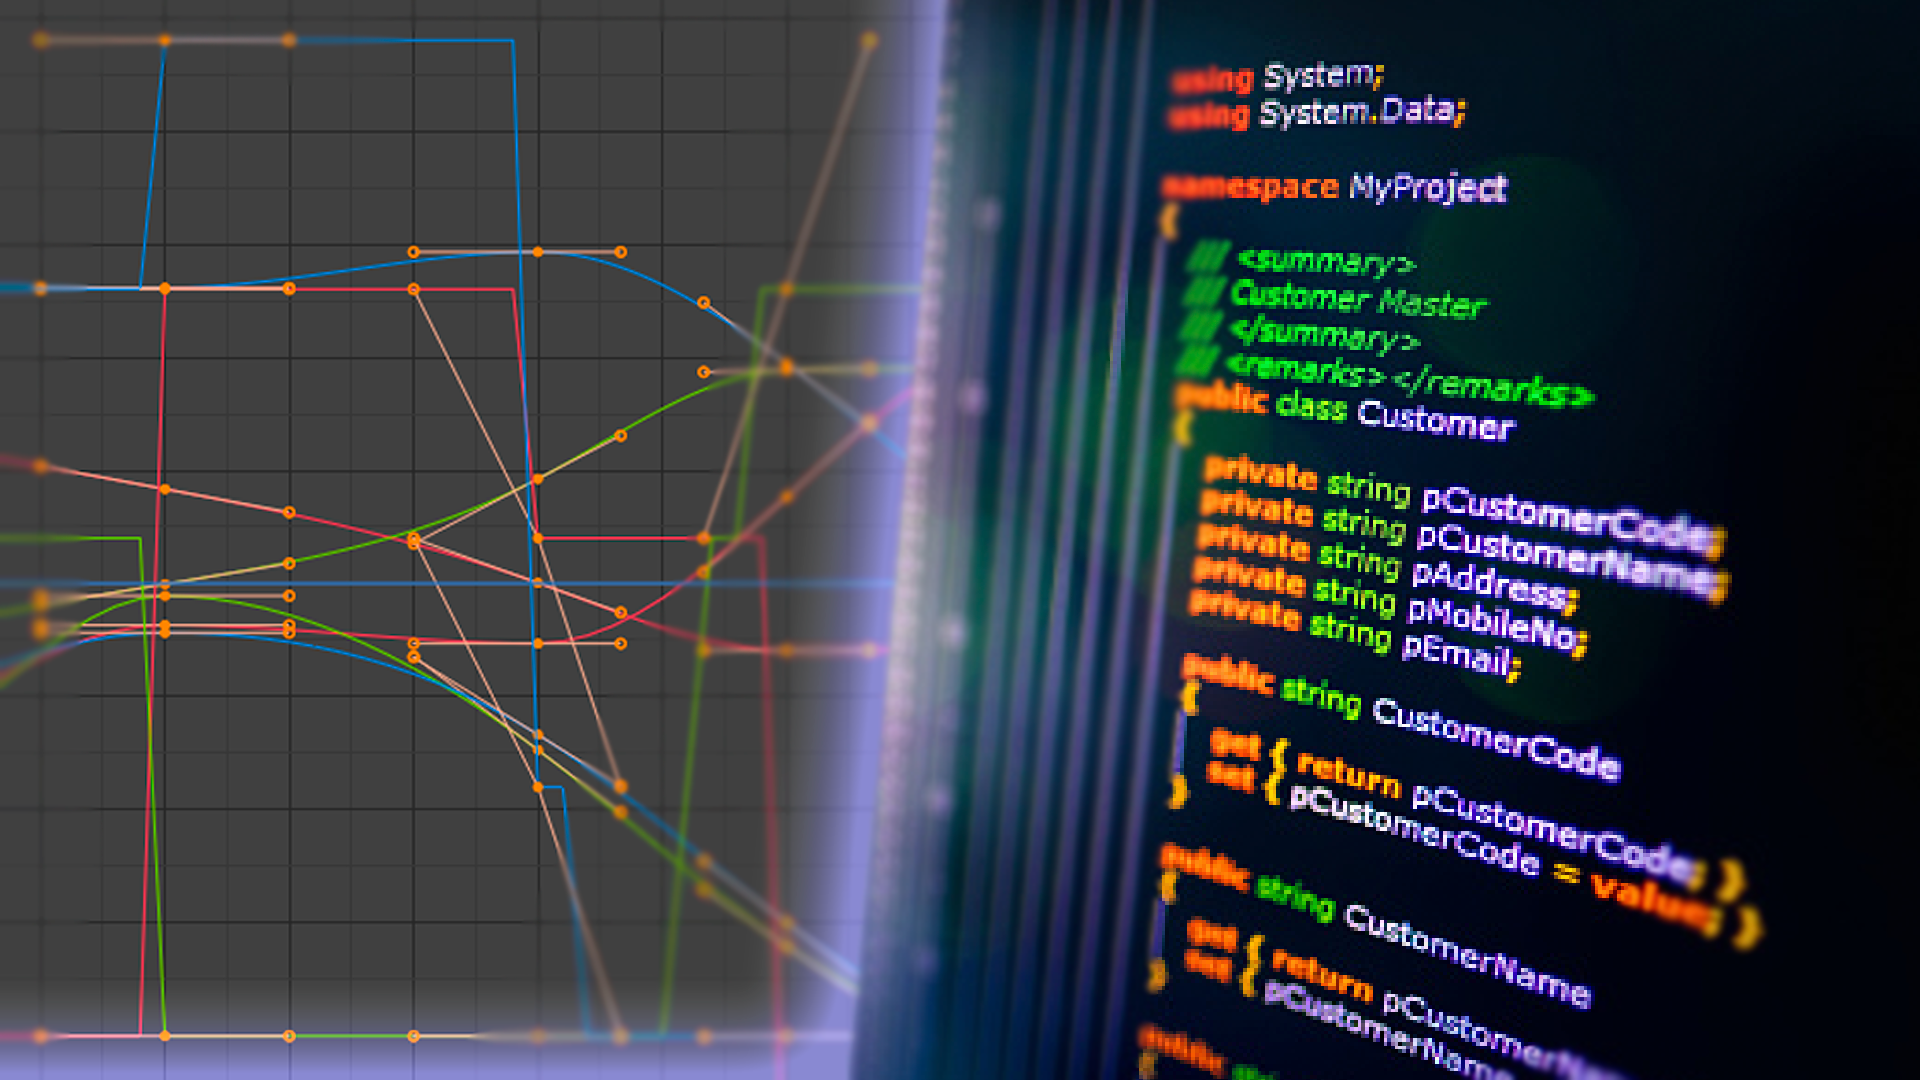 using System;
using System.Data;
namespace MyProject
{
/// <summary>
/// Customer Master
/// </summary>
/// <remarks></remarks>
public class Customer
{
private string pCustomerCode;
private string pCustomerName;
private string pAddress;
private string pMobileNo;
private string pEmail;
public string CustomerCode
{
get { return pCustomerCode; }
set { pCustomerCode = value; }
}
public string CustomerName
{
get { return pCustomerName
set { pCustomerName
}
public
{